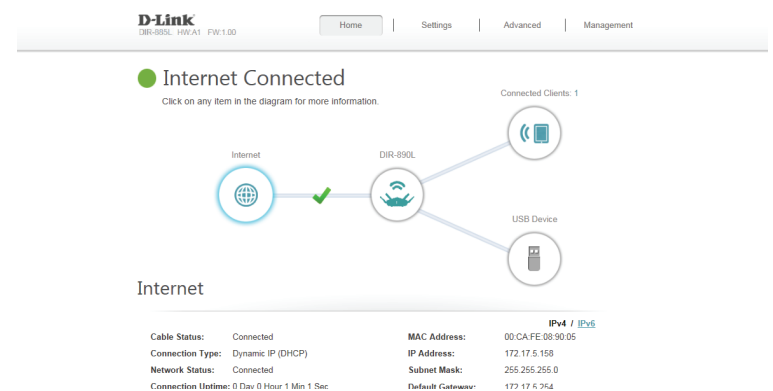 D-Link
DIR-885L HW:A1 FW:1.00
Home
Settings
Advanced
Management
Internet Connected
Click on any item in the diagram for more information.
Connected Clients: 1
Internet
DIR-890L
USB Device
Internet
IPv4 / IPv6
Cable Status: Connected
MAC Address: 00:CA:FE:08:90:05
Connection Type: Dynamic IP (DHCP)
IP Address: 172.17.5.158
Network Status: Connected
Subnet Mask: 255.255.255.0
Connection Uptime: 0 Day 0 Hour 1 Min 1 Sec
Default Gateway: 172.17.5.254